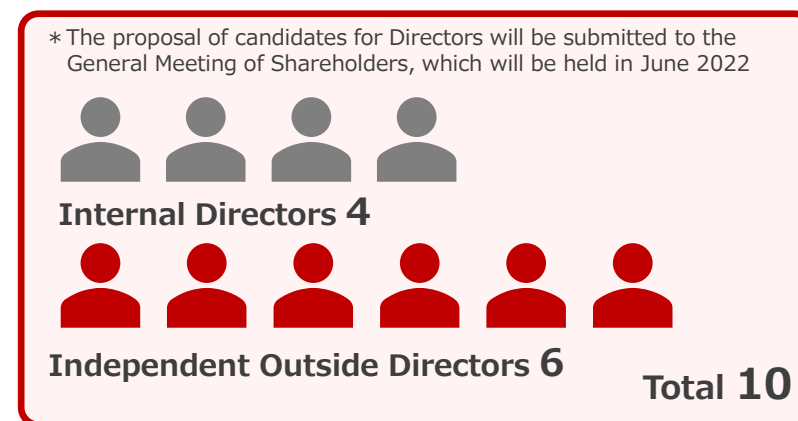 ＊The proposal of candidates for Directors will be submitted to the
General Meeting of Shareholders, which will be held in June 2022
Internal Directors 4
Independent Outside Directors 6
Total 10